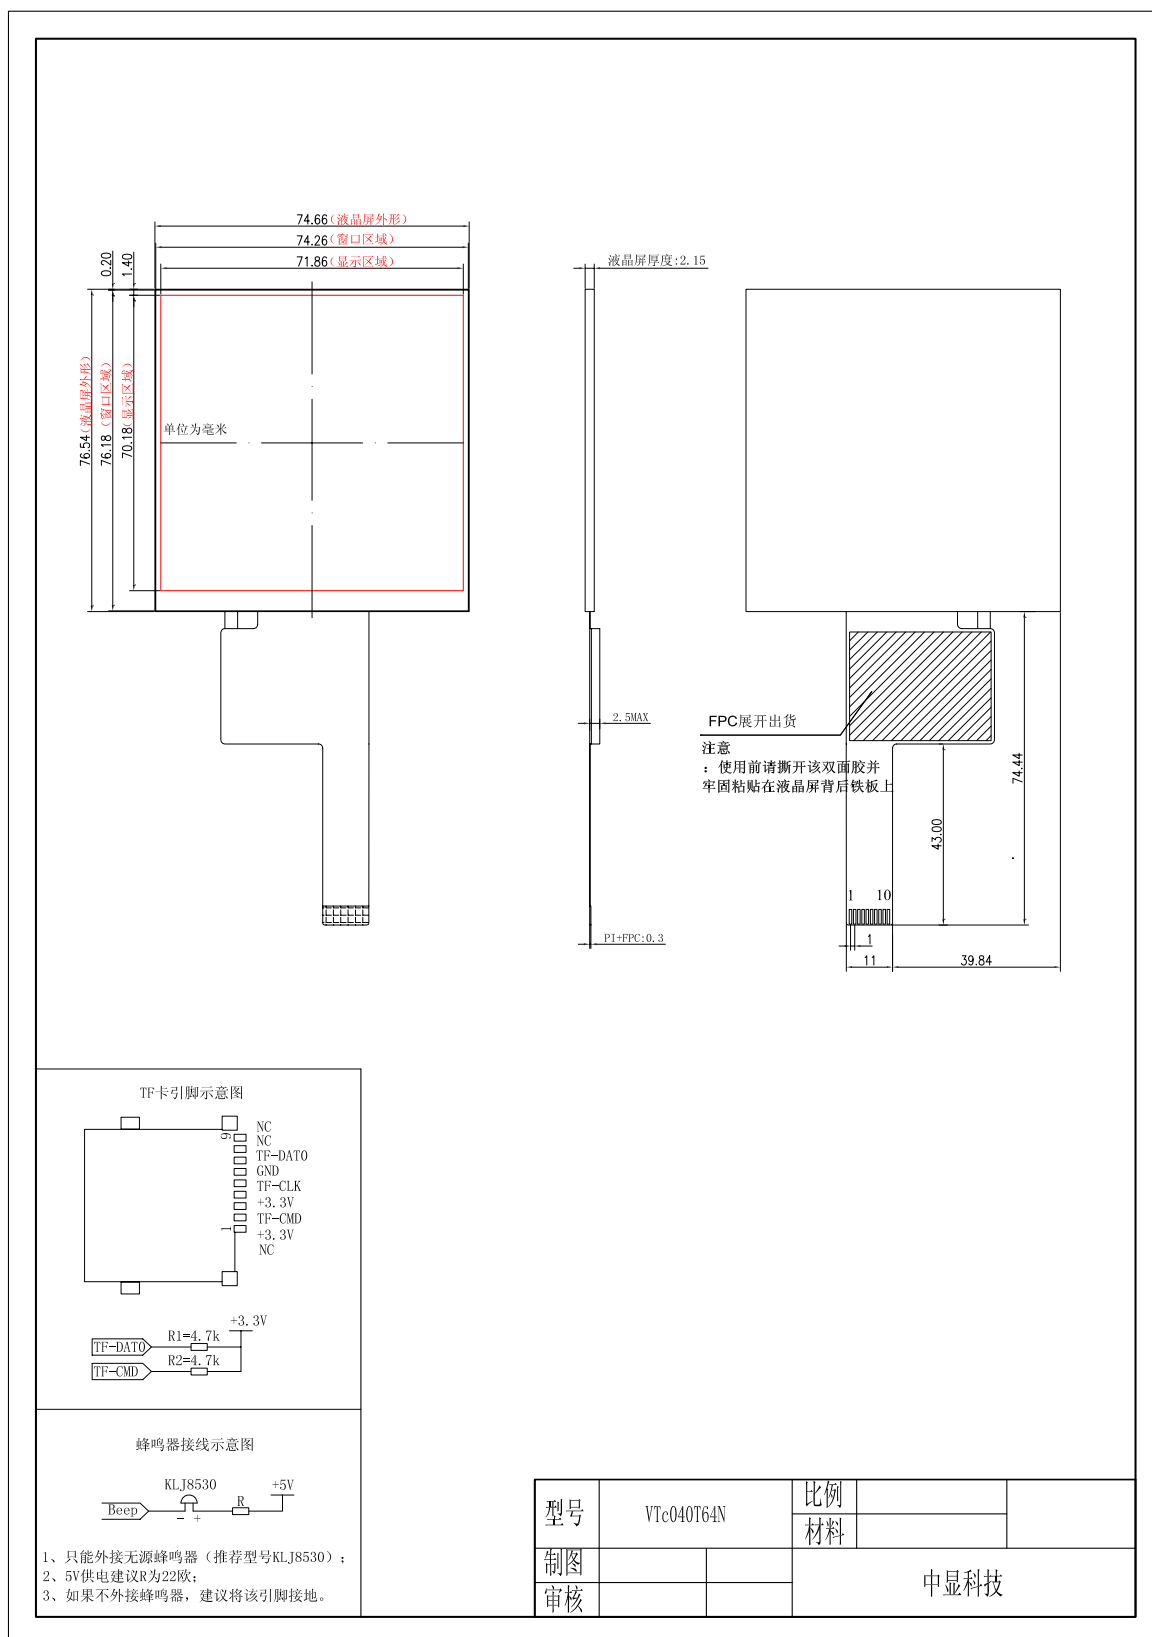 74.66(液晶屏外形)
74.26(窗口区域)
71.86(显示区域)
0.20
1.40
76.54(液晶屏外形)
76.18(窗口区域)
70.18(显示区域)
单位为毫米
液晶屏厚度:2.15
2.5MAX
PI+FPC:0.3
FPC展开出货
注意
：使用前请撕开该双面胶并
牢固粘贴在液晶屏背后铁板上
74.44
43.00
1 10
1
11
39.84
TF卡引脚示意图
9
NC
NC
TF-DAT0
GND
TF-CLK
+3.3V
TF-CMD
1
+3.3V
NC
+3.3V
TF-DAT0 R1=4.7k
TF-CMD R2=4.7k
蜂鸣器接线示意图
KLJ8530
+5V
Beep
R
- +
1、只能外接无源蜂鸣器（推荐型号KLJ8530）；
2、5V供电建议R为22欧；
3、如果不外接蜂鸣器，建议将该引脚接地。
型号 VTc040T64N 比例
材料
制图
审核
中显科技